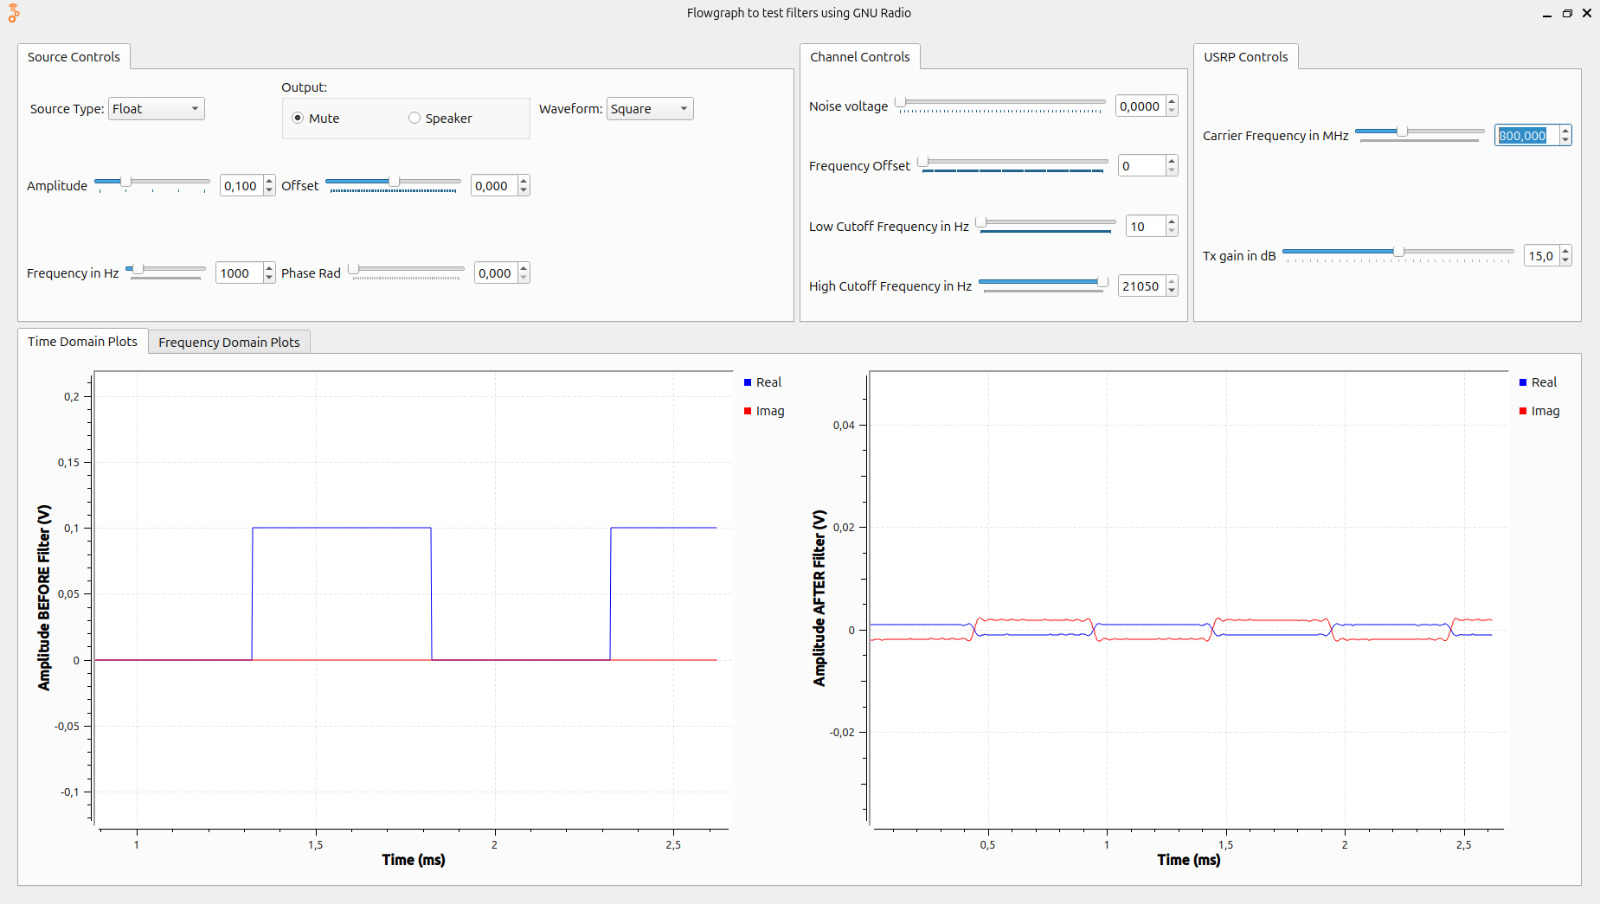 Flowgraph to test filters using GNU Radio
Source Controls
Source Type: Float
Output:
Mute
Speaker
Waveform: Square
Amplitude 0,100
Offset 0,000
Frequency in Hz 1000
Phase Rad 0,000
Channel Controls
Noise voltage 0,0000
Frequency Offset 0
Low Cutoff Frequency in Hz 10
High Cutoff Frequency in Hz 21050
USRP Controls
Carrier Frequency in MHz 800,000
Tx gain in dB 15,0
Time Domain Plots
Frequency Domain Plots
Amplitude BEFORE Filter (V)
0,2
0,15
0,1
0,05
0
-0,05
-0,1
1 1,5 2 2,5
Time (ms)
Real
Imag
Amplitude AFTER Filter (V)
0,04
0,02
0
-0,02
0,5 1 1,5 2 2,5
Time (ms)
Real
Imag